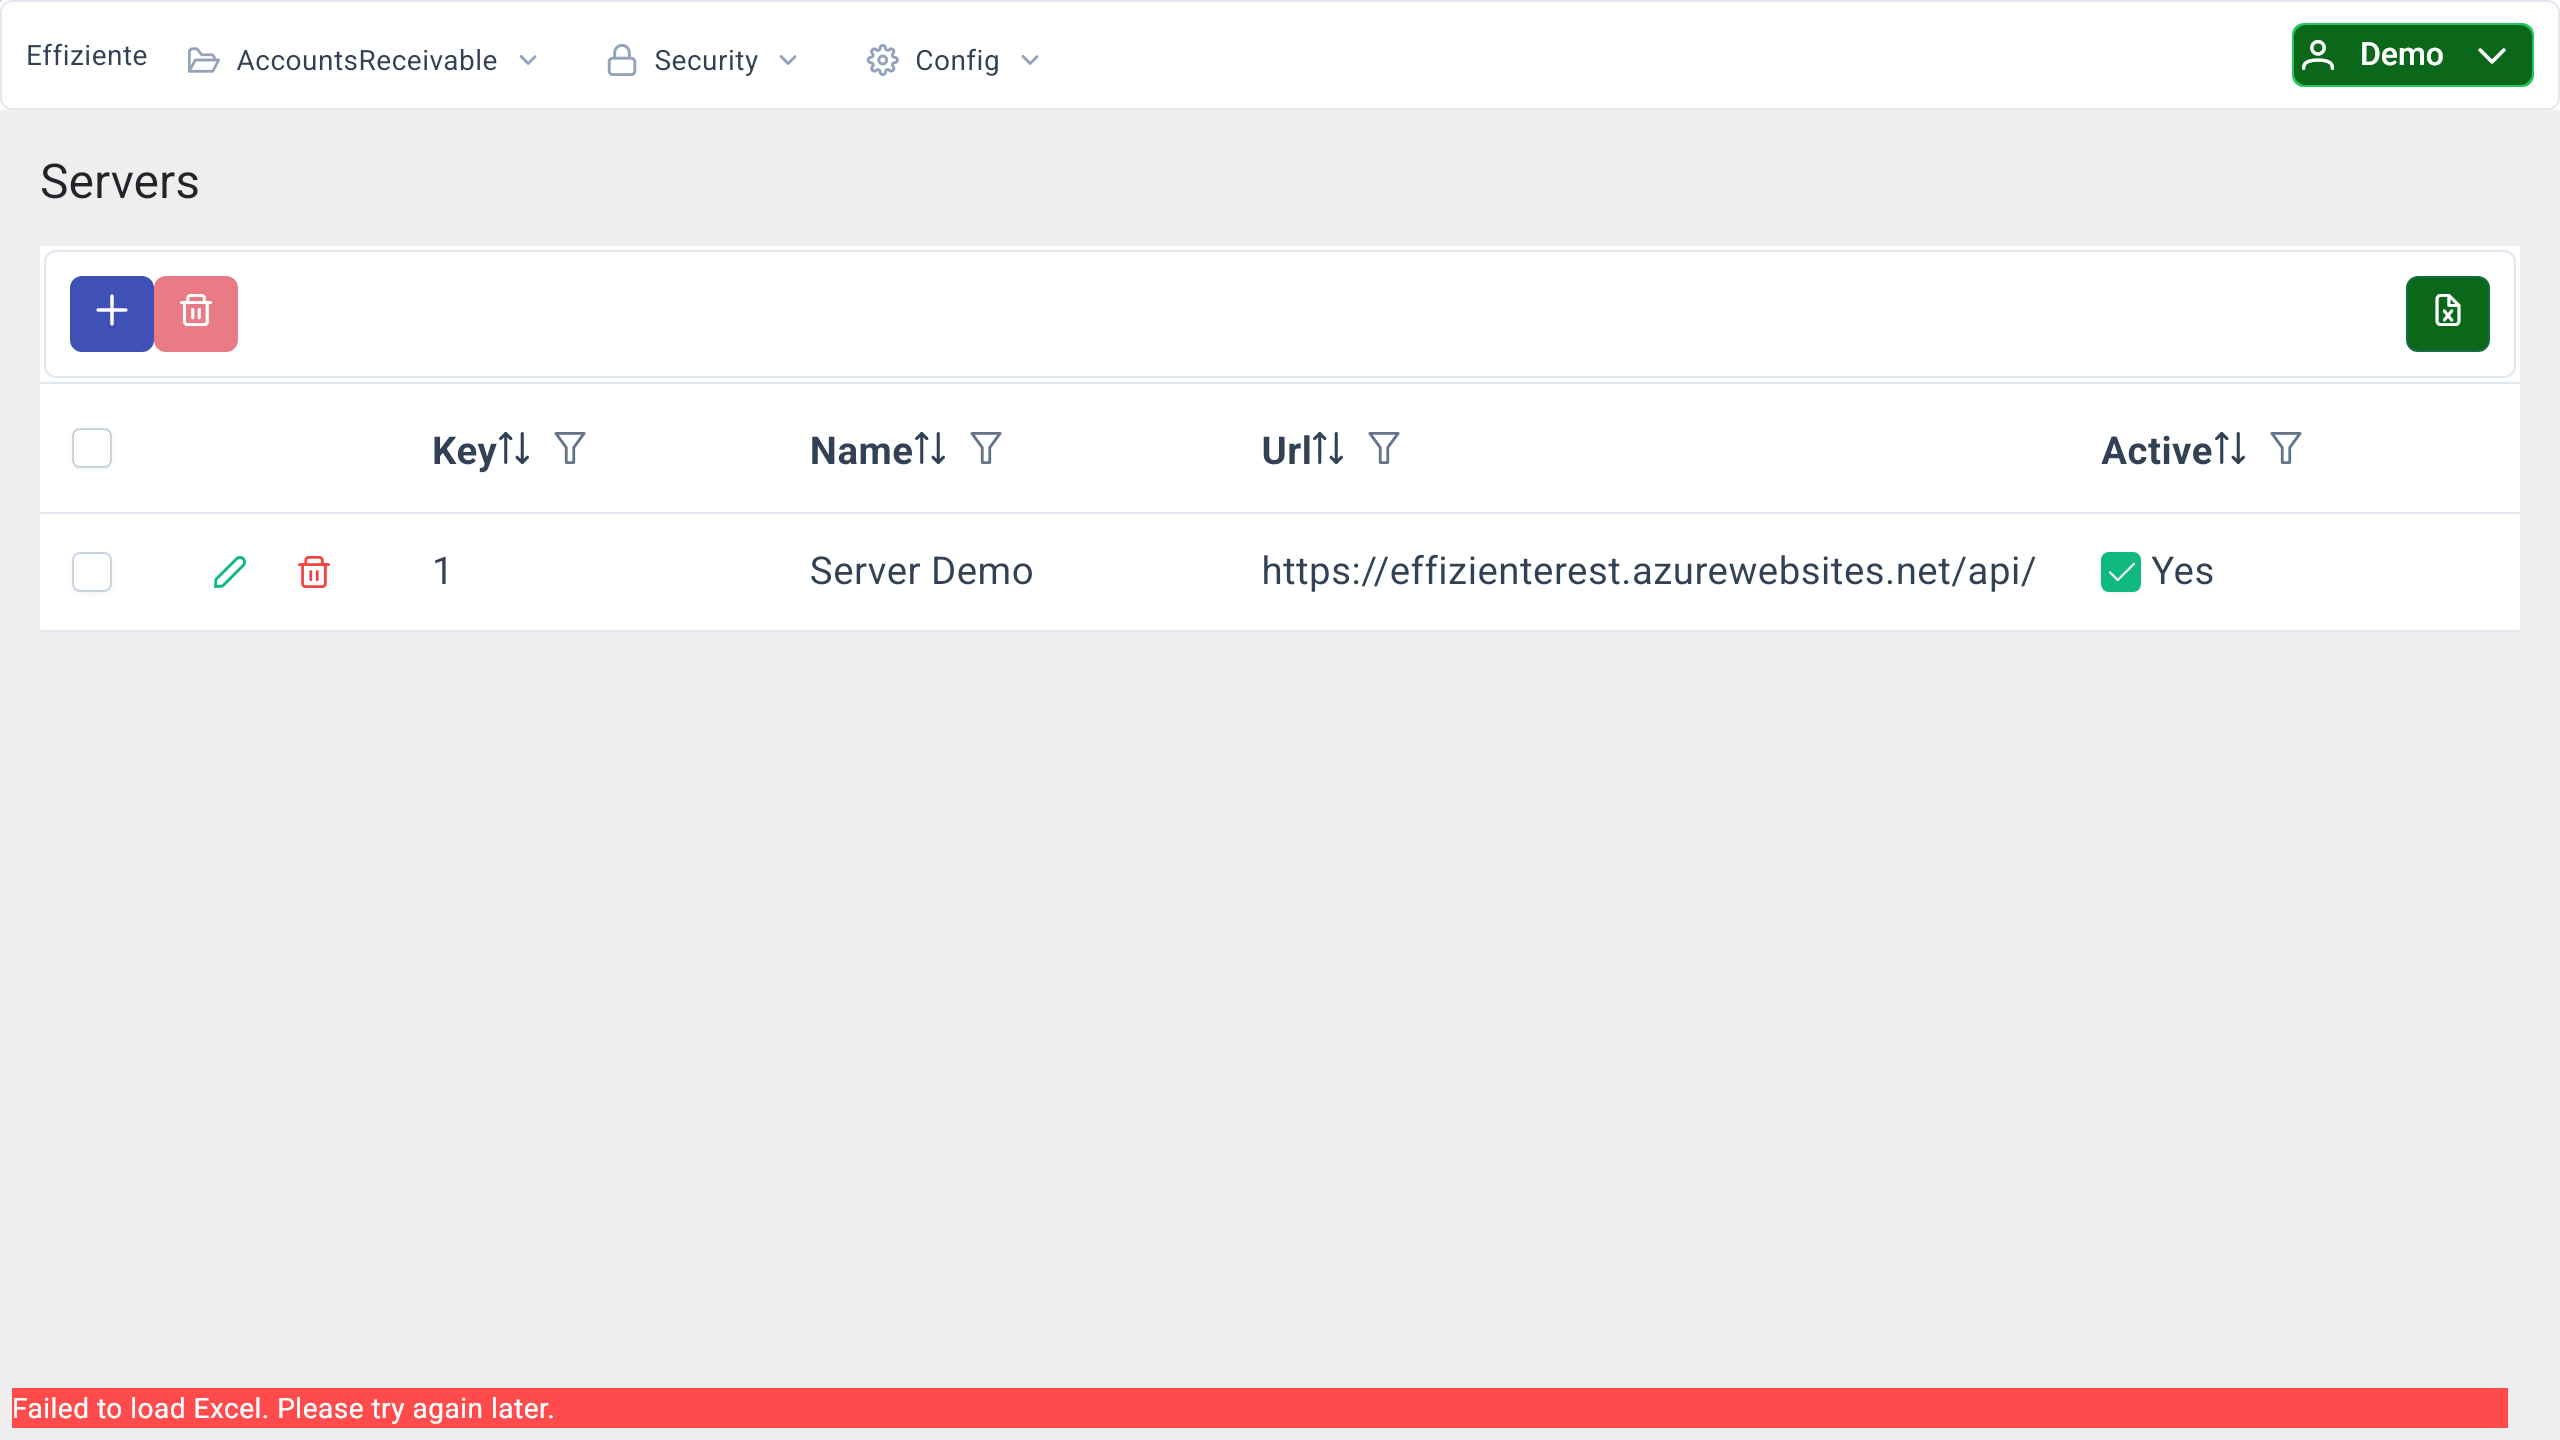 Effiziente AccountsReceivable Security Config Demo
Servers
Key Name Url Active
1 Server Demo https://effizienterest.azurewebsites.net/api/ Yes
Failed to load Excel. Please try again later.